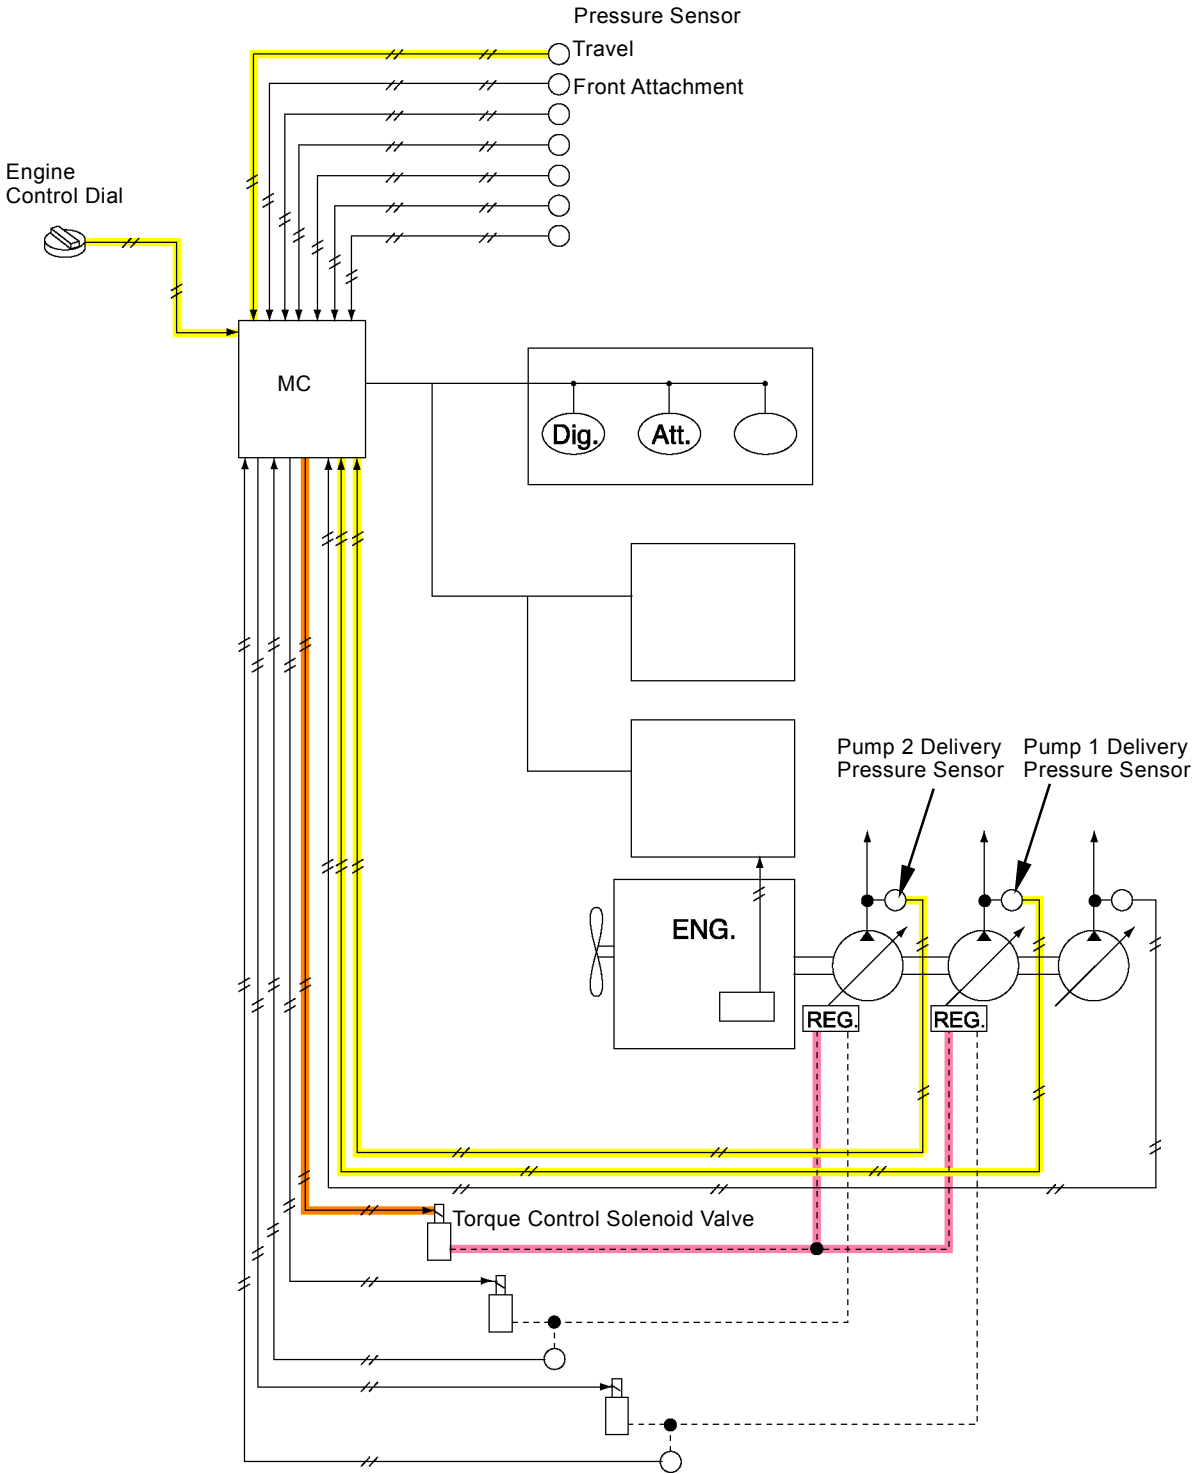 Pressure Sensor
Travel
Front Attachment
Engine
Control Dial
MC
Dig.
Att.
Pump 2 Delivery
Pressure Sensor
Pump 1 Delivery
Pressure Sensor
ENG.
REG.
REG.
Torque Control Solenoid Valve